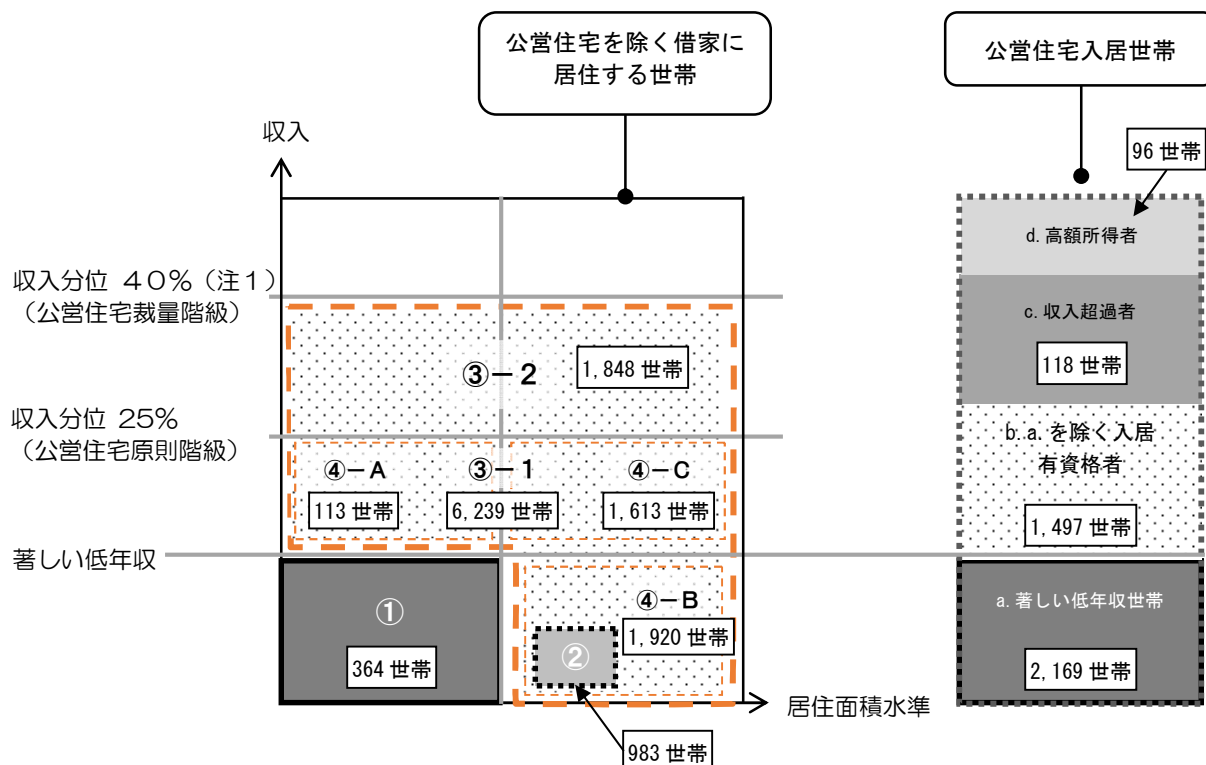 公営住宅を除く借家に
居住する世帯
公営住宅入居世帯
収入
96 世帯
d. 高額所得者
収入分位 40%（注1）
（公営住宅裁量階級）
c. 収入超過者
118 世帯
③－2
1,848 世帯
収入分位 25%
（公営住宅原則階級）
b. a. を除く入居
有資格者
1,497 世帯
④－A
113 世帯
③－1
6,239 世帯
④－C
1,613 世帯
著しい低年収
①
364 世帯
④－B
1,920 世帯
②
983 世帯
a. 著しい低年収世帯
2,169 世帯
居住面積水準